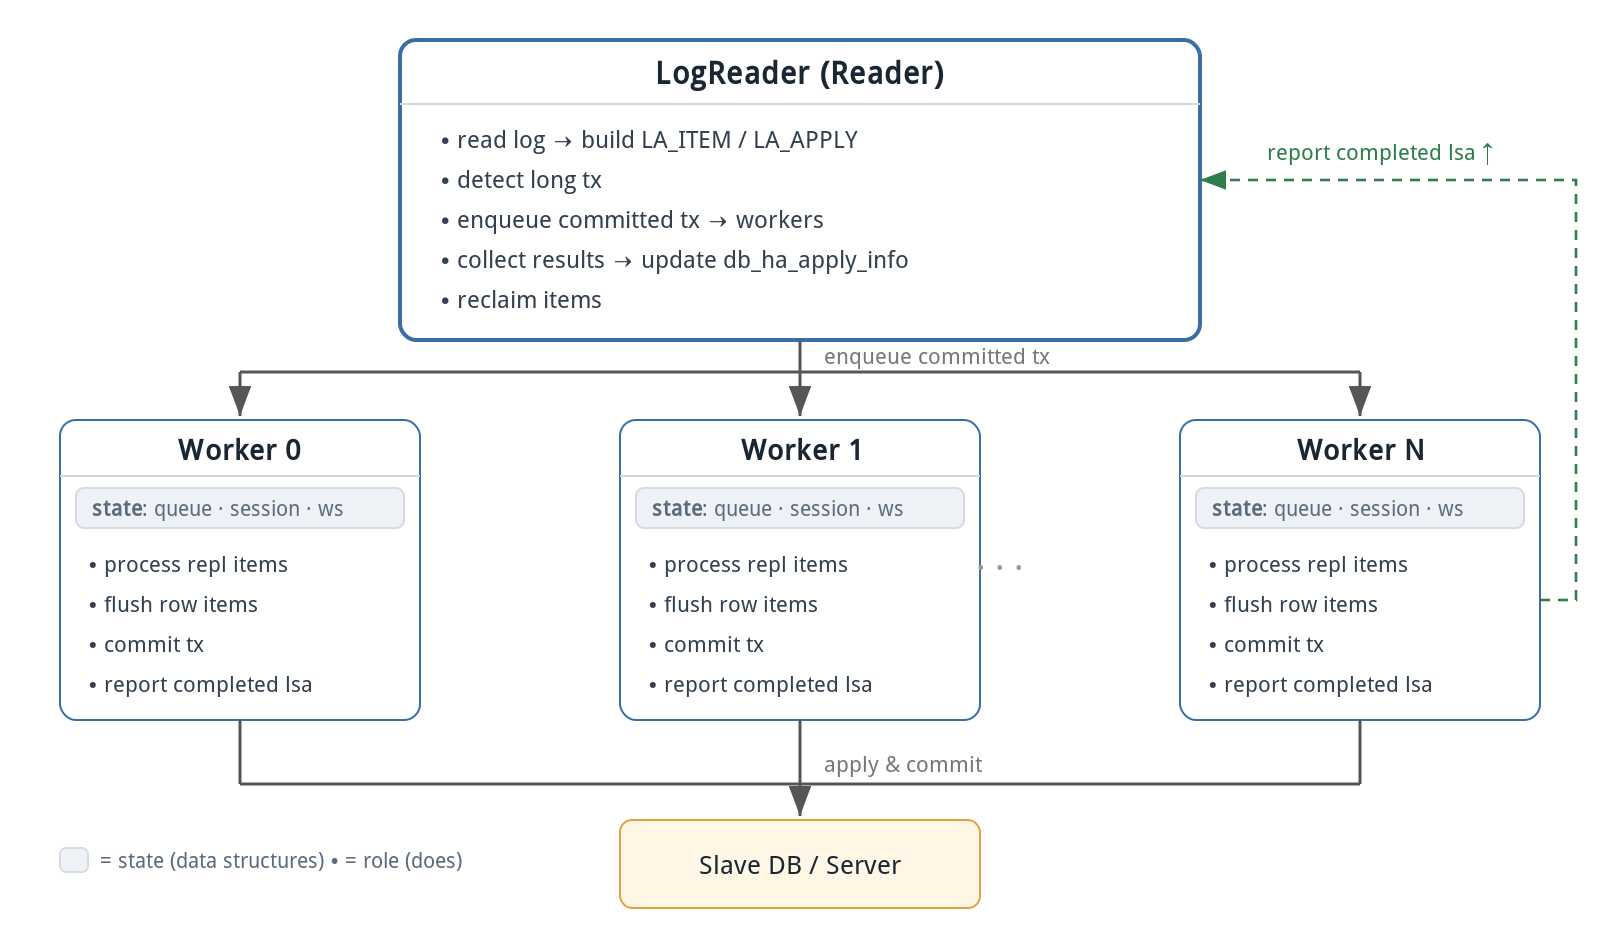 LogReader (Reader)
• read log → build LA_ITEM / LA_APPLY
• detect long tx
• enqueue committed tx → workers
• collect results → update db_ha_apply_info
• reclaim items
report completed lsa ↑
enqueue committed tx
Worker 0
state: queue · session · ws
• process repl items
• flush row items
• commit tx
• report completed lsa
Worker 1
state: queue · session · ws
• process repl items
• flush row items
• commit tx
• report completed lsa
· · ·
Worker N
state: queue · session · ws
• process repl items
• flush row items
• commit tx
• report completed lsa
apply & commit
Slave DB / Server
= state (data structures) • = role (does)